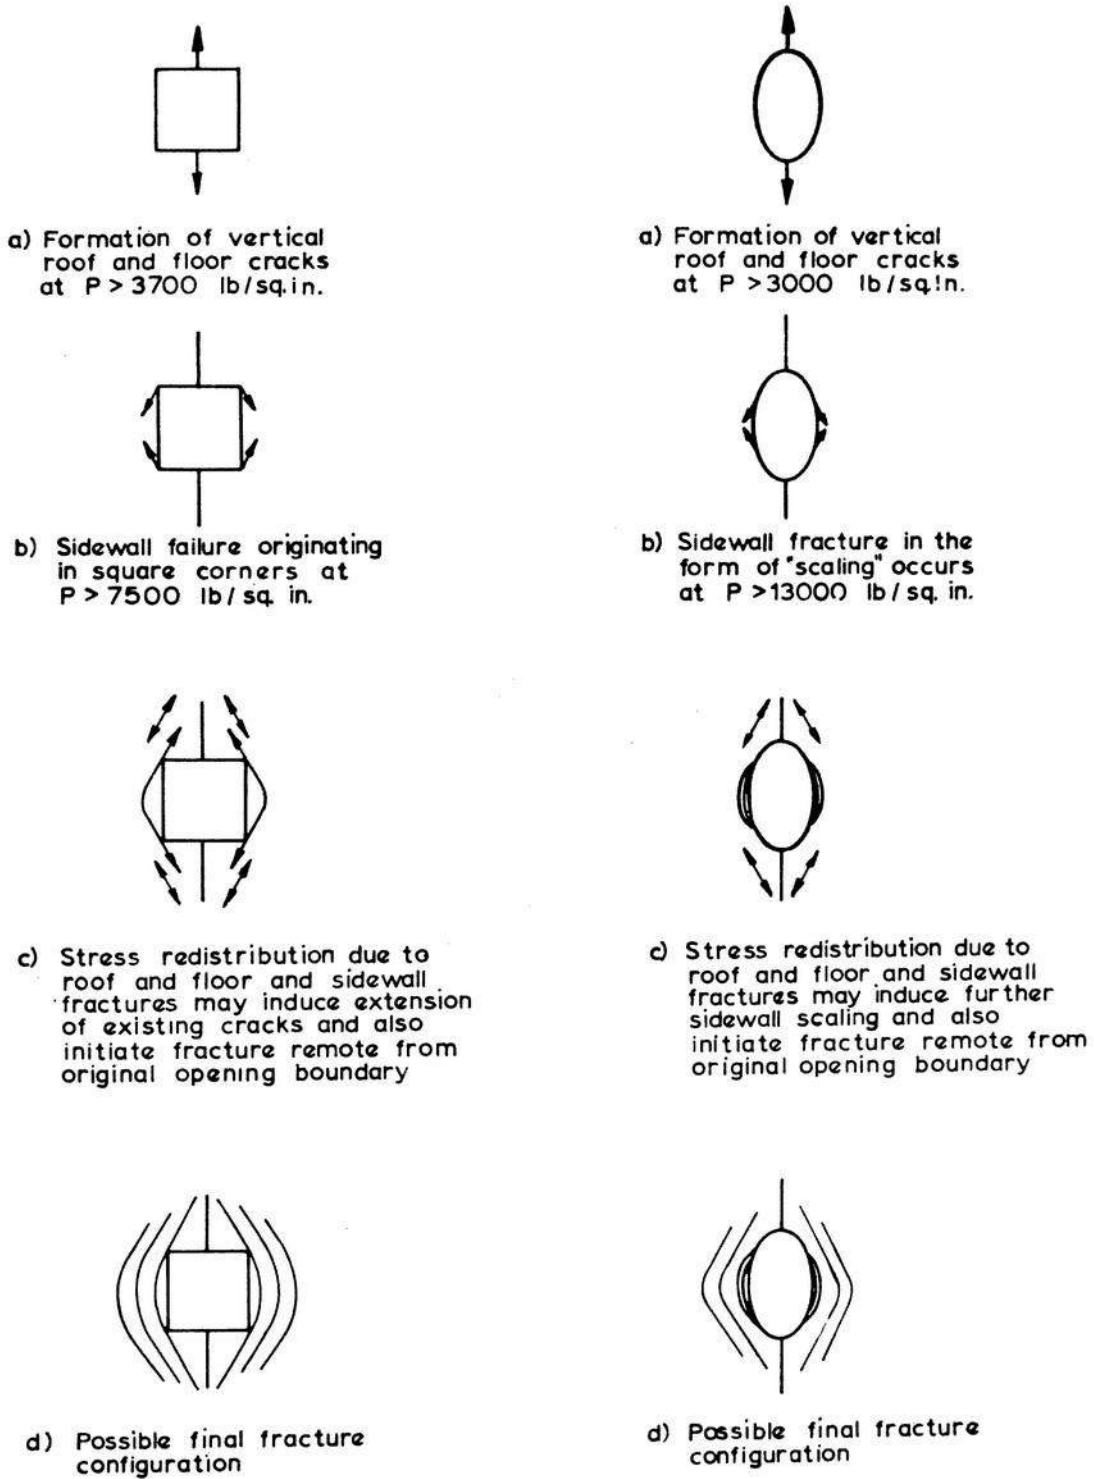 a) Formation of vertical
roof and floor cracks
at P > 3700 lb/sq.in.
b) Sidewall failure originating
in square corners at
P > 7500 lb/sq. in.
c) Stress redistribution due to
roof and floor and sidewall
fractures may induce extension
of existing cracks and also
initiate fracture remote from
original opening boundary
d) Possible final fracture
configuration
a) Formation of vertical
roof and floor cracks
at P > 3000 lb/sq.in.
b) Sidewall fracture in the
form of "scaling" occurs
at P > 13000 lb/sq. in.
c) Stress redistribution due to
roof and floor and sidewall
fractures may induce further
sidewall scaling and also
initiate fracture remote from
original opening boundary
d) Possible final fracture
configuration